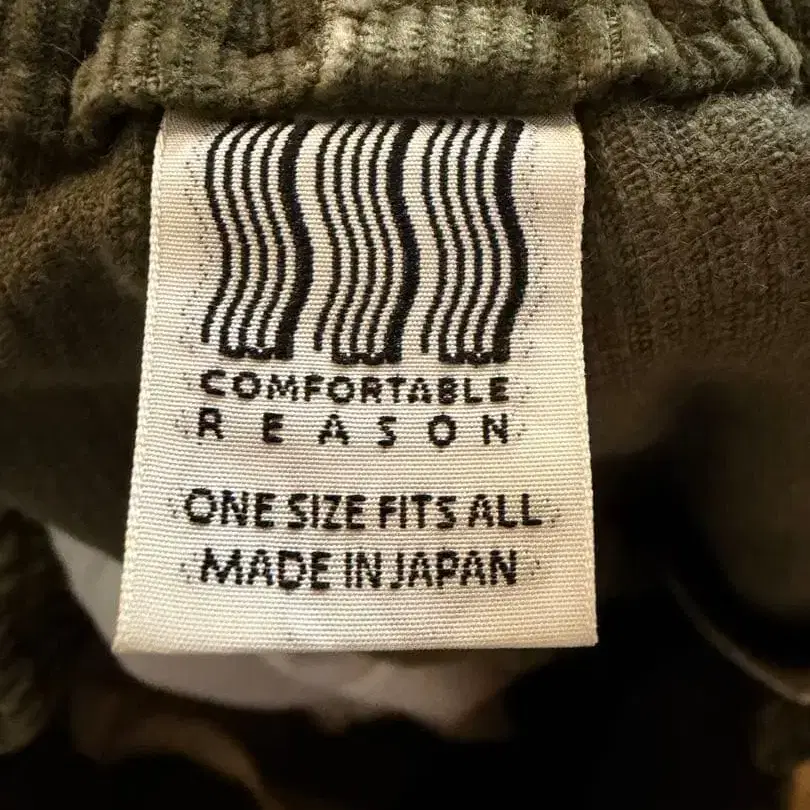 COMFORTABLE
REASON
ONE SIZE FITS ALL
MADE IN JAPAN